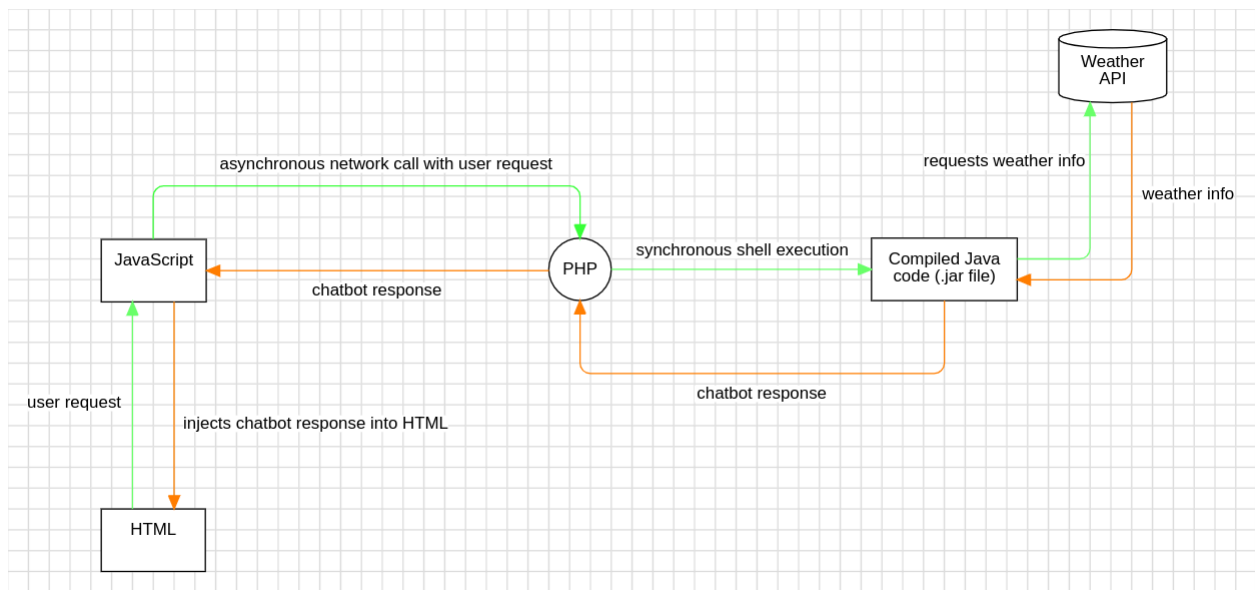 Weather
API
asynchronous network call with user request
requests weather info
weather info
JavaScript
synchronous shell execution
PHP
Compiled Java
code (.jar file)
chatbot response
chatbot response
user request
injects chatbot response into HTML
HTML